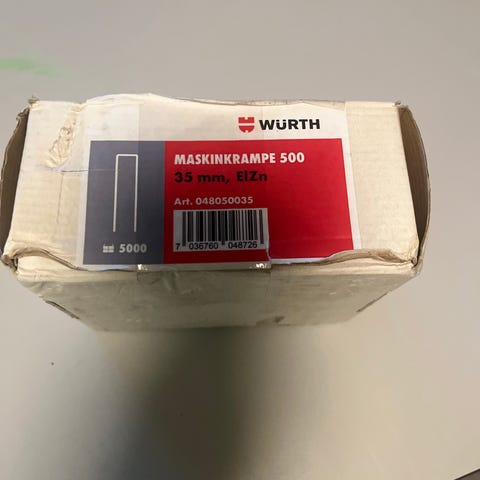 WÜRTH
MASKINKRAMPE 500
35 mm, ElZn
Art. 048050035
7 036760 048726
5000